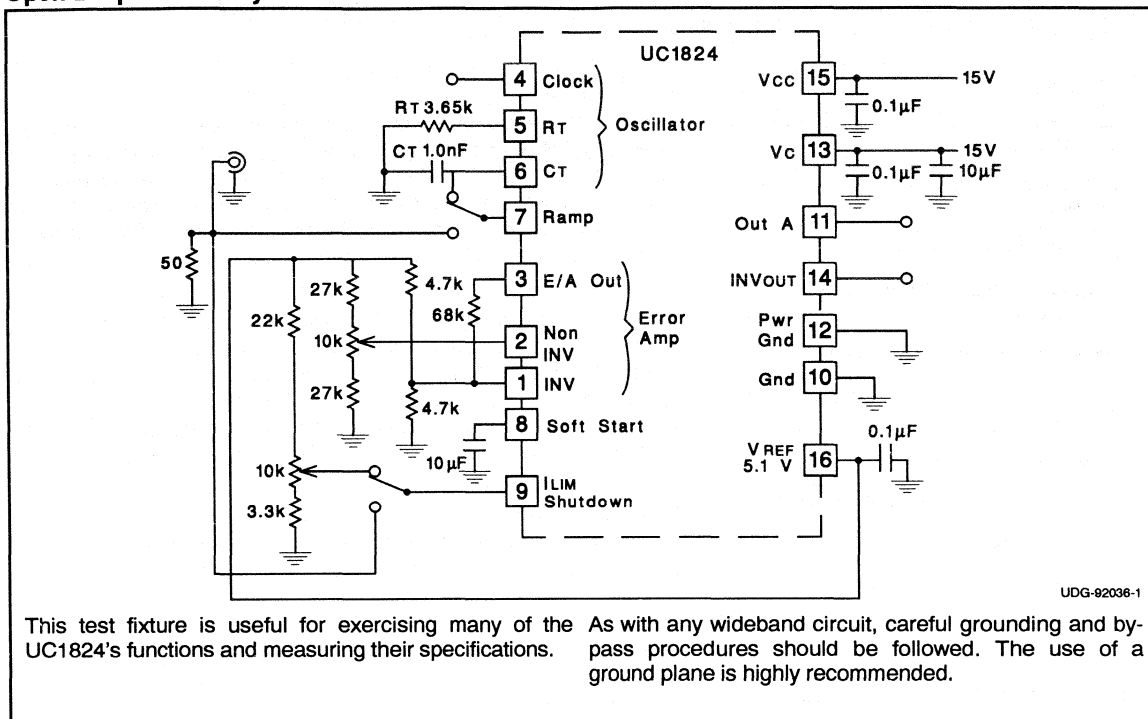 UC1824
4 Clock
RT 3.65k
5 RT
Oscillator
CT 1.0nF
6 CT
7 Ramp
50
27k
4.7k
3 E/A Out
22k
68k
10k
2 Non INV
Error Amp
27k
1 INV
4.7k
8 Soft Start
10µF
10k
9 ILIM Shutdown
3.3k
VCC 15
15V
0.1µF
VC 13
15V
0.1µF
10µF
Out A 11
INVOUT 14
Pwr Gnd 12
Gnd 10
VREF 5.1 V 16
0.1µF
UDG-92036-1
This test fixture is useful for exercising many of the
UC1824's functions and measuring their specifications.
As with any wideband circuit, careful grounding and by-
pass procedures should be followed. The use of a
ground plane is highly recommended.